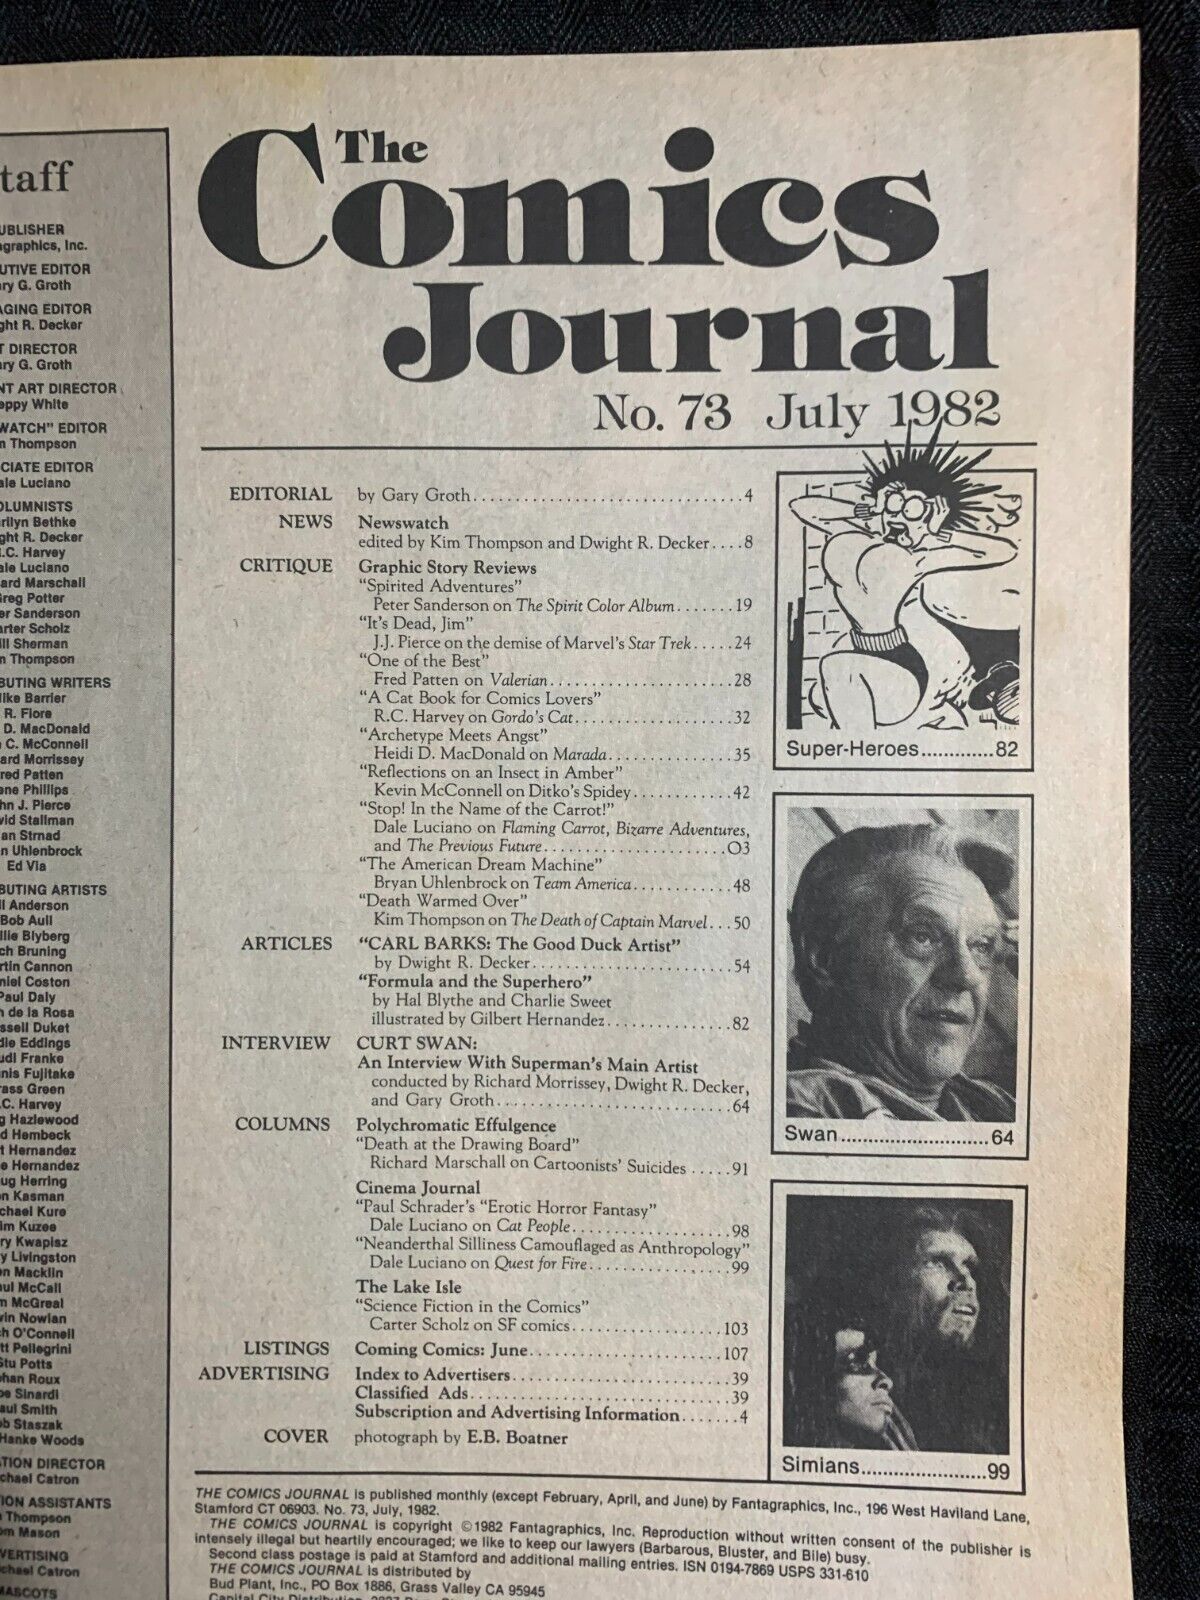 taff
UBLISHER
agraphics, Inc.
UTIVE EDITOR
ry G. Groth
AGING EDITOR
ght R. Decker
T DIRECTOR
ry G. Groth
NT ART DIRECTOR
eppy White
WATCH" EDITOR
m Thompson
CIATE EDITOR
ale Luciano
OLUMNISTS
rilyn Bethke
ght R. Decker
.C. Harvey
ale Luciano
ard Marschall
Greg Potter
er Sanderson
arter Scholz
ill Sherman
m Thompson
BUTING WRITERS
like Barrier
R. Fiore
D. MacDonald
C. McConnell
ard Morrissey
red Patten
ene Phillips
hn J. Pierce
vid Stallman
an Strnad
n Uhlenbrock
Ed Via
BUTING ARTISTS
ll Anderson
Bob Aull
llie Blyberg
ch Bruning
rtin Cannon
niel Coston
Paul Daly
n de la Rosa
ssell Duket
die Eddings
udi Franke
nis Fujitake
rass Green
.C. Harvey
g Hazlewood
d Hembeck
t Hernandez
e Hernandez
ug Herring
n Kasman
chael Kure
im Kuzee
ry Kwapisz
y Livingston
n Macklin
ul McCall
m McGreal
vin Nowlan
ch O'Connell
tt Pellegrini
Stu Potts
phan Roux
oe Sinardi
aul Smith
ob Staszak
Hanke Woods
TION DIRECTOR
chael Catron
ION ASSISTANTS
Thompson
om Mason
VERTISING
chael Catron
MASCOTS
The
Comics
Journal
No. 73 July 1982
EDITORIAL by Gary Groth..............................4
NEWS Newswatch
edited by Kim Thompson and Dwight R. Decker....8
CRITIQUE Graphic Story Reviews
“Spirited Adventures”
Peter Sanderson on The Spirit Color Album.......19
“It's Dead, Jim”
J.J. Pierce on the demise of Marvel's Star Trek.....24
“One of the Best”
Fred Patten on Valerian......................28
“A Cat Book for Comics Lovers”
R.C. Harvey on Gordo's Cat...................32
“Archetype Meets Angst”
Heidi D. MacDonald on Marada...............35
“Reflections on an Insect in Amber”
Kevin McConnell on Ditko's Spidey............42
“Stop! In the Name of the Carrot!”
Dale Luciano on Flaming Carrot, Bizarre Adventures,
and The Previous Future......................O3
“The American Dream Machine”
Bryan Uhlenbrock on Team America............48
“Death Warmed Over”
Kim Thompson on The Death of Captain Marvel...50
ARTICLES “CARL BARKS: The Good Duck Artist”
by Dwight R. Decker........................54
“Formula and the Superhero”
by Hal Blythe and Charlie Sweet
illustrated by Gilbert Hernandez...............82
INTERVIEW CURT SWAN:
An Interview With Superman's Main Artist
conducted by Richard Morrissey, Dwight R. Decker,
and Gary Groth............................64
COLUMNS Polychromatic Effulgence
“Death at the Drawing Board”
Richard Marschall on Cartoonists' Suicides .....91
Cinema Journal
“Paul Schrader's “Erotic Horror Fantasy”
Dale Luciano on Cat People...................98
“Neanderthal Silliness Camouflaged as Anthropology”
Dale Luciano on Quest for Fire.................99
The Lake Isle
“Science Fiction in the Comics”
Carter Scholz on SF comics...................103
LISTINGS Coming Comics: June........................107
ADVERTISING Index to Advertisers...........................39
Classified Ads................................39
Subscription and Advertising Information.......4
COVER photograph by E.B. Boatner
Super-Heroes.............82
Swan..........................64
Simians.......................99
THE COMICS JOURNAL is published monthly (except February, April, and June) by Fantagraphics, Inc., 196 West Haviland Lane,
Stamford CT 06903. No. 73, July, 1982.
THE COMICS JOURNAL is copyright ©1982 Fantagraphics, Inc. Reproduction without written consent of the publisher is
intensely illegal but heartily encouraged; we like to keep our lawyers (Barbarous, Bluster, and Bile) busy.
Second class postage is paid at Stamford and additional mailing entries. ISN 0194-7869 USPS 331-610
THE COMICS JOURNAL is distributed by
Bud Plant, Inc., PO Box 1886, Grass Valley CA 95945